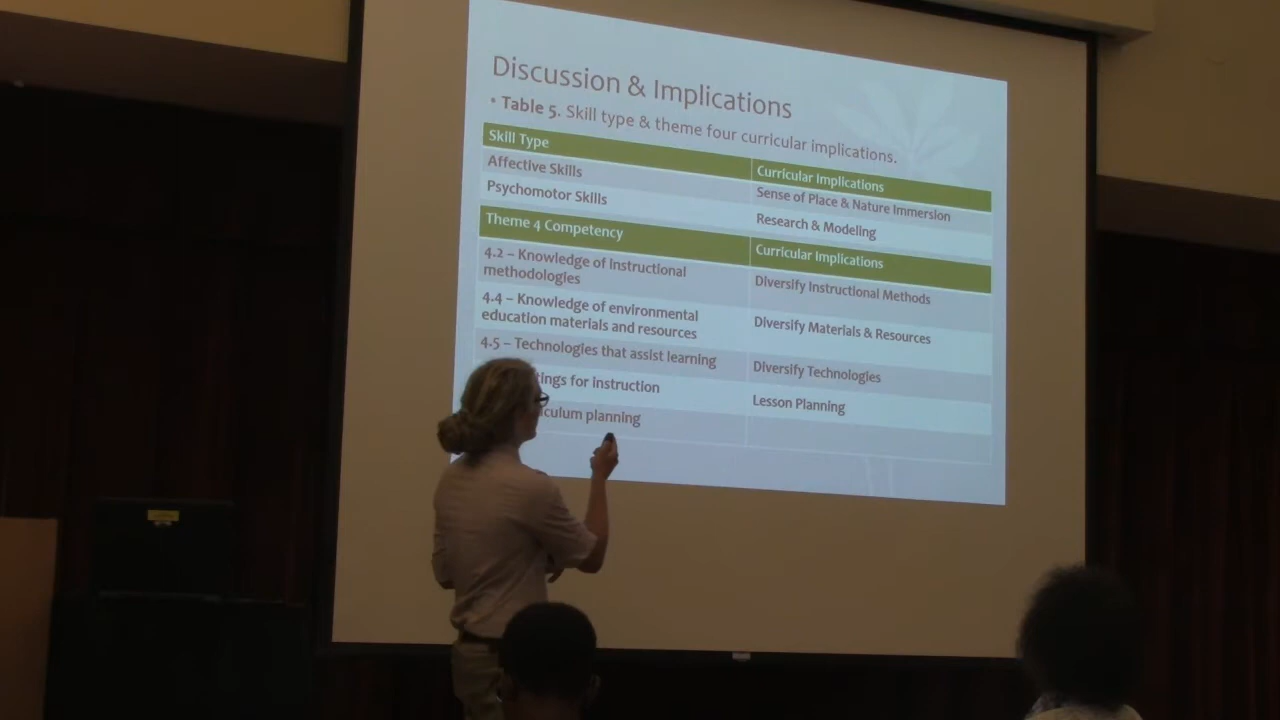 Discussion & Implications
• Table 5. Skill type & theme four curricular implications.
Skill Type
Curricular Implications
Affective Skills
Sense of Place & Nature Immersion
Psychomotor Skills
Research & Modeling
Theme 4 Competency
Curricular Implications
4.2 – Knowledge of Instructional
methodologies
Diversify Instructional Methods
4.4 – Knowledge of environmental
education materials and resources
Diversify Materials & Resources
4.5 – Technologies that assist learning
Diversify Technologies
for instruction
Lesson Planning
planning